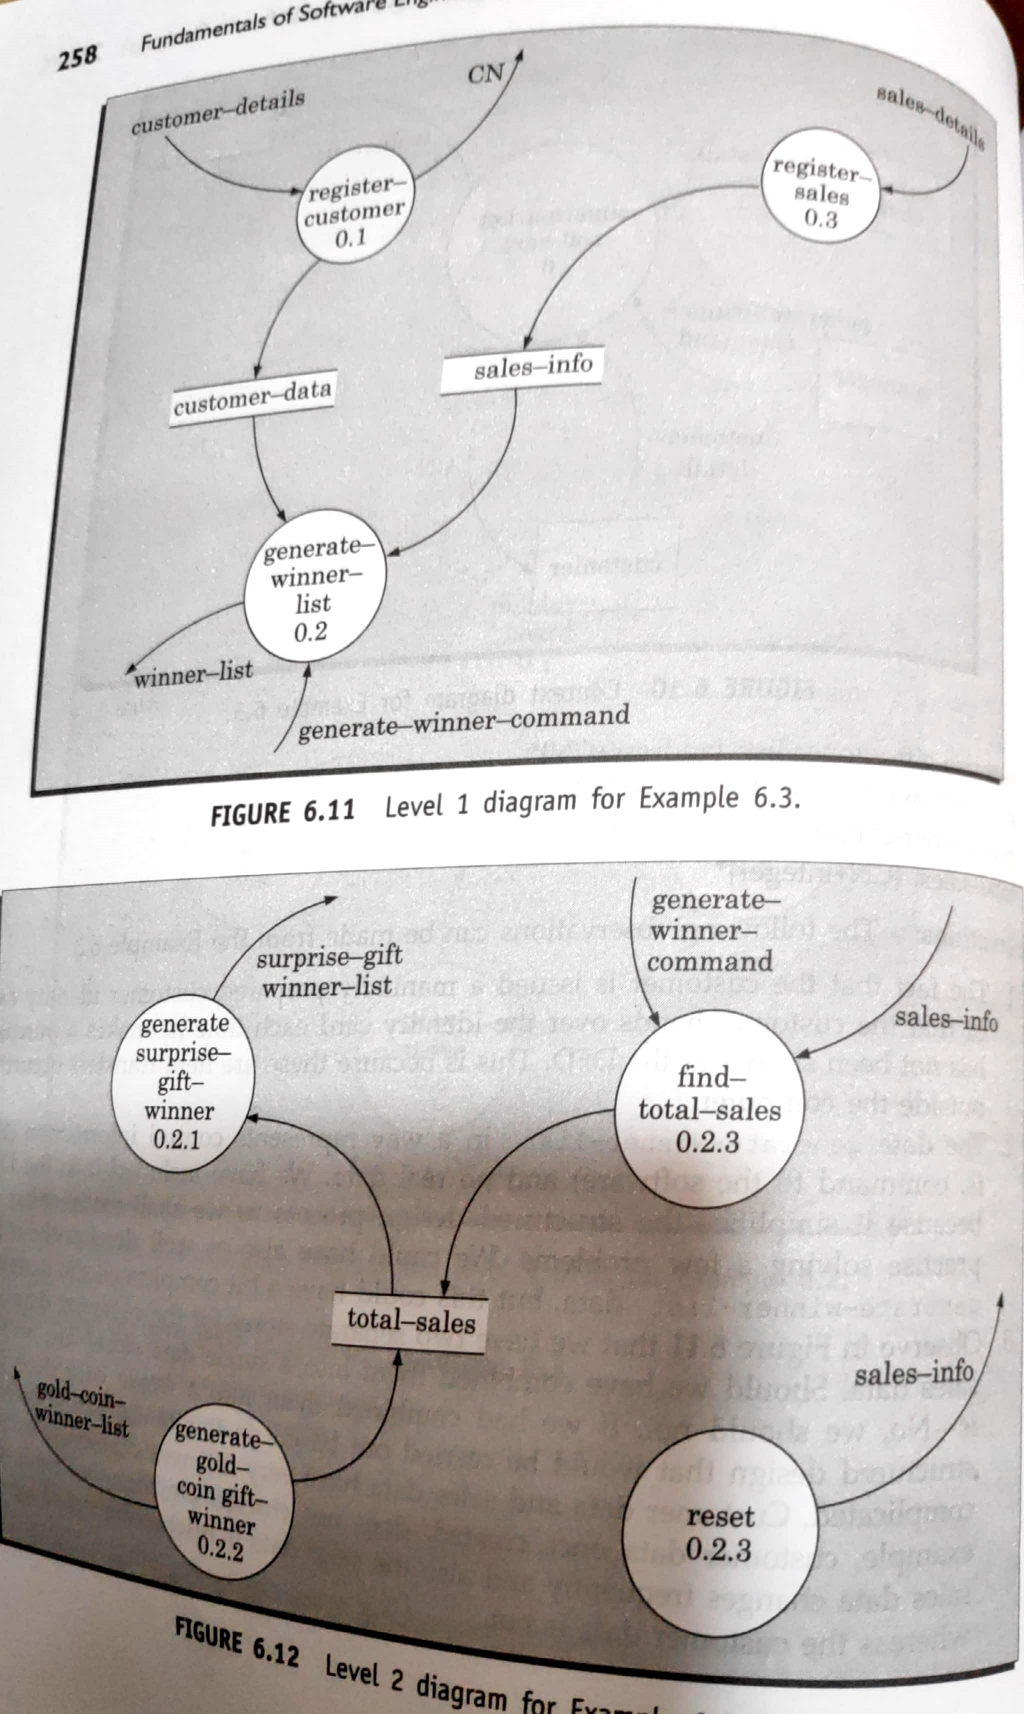 258
Fundamentals of Software
customer–details
CN
sales–details
register–
customer
0.1
register–
sales
0.3
customer–data
sales–info
generate–
winner–
list
0.2
winner–list
generate–winner–command
FIGURE 6.11 Level 1 diagram for Example 6.3.
surprise–gift
winner–list
generate–
winner–
command
sales–info
generate
surprise–
gift–
winner
0.2.1
find–
total–sales
0.2.3
total–sales
gold–coin–
winner–list
generate–
gold–
coin gift–
winner
0.2.2
sales–info
reset
0.2.3
FIGURE 6.12 Level 2 diagram for